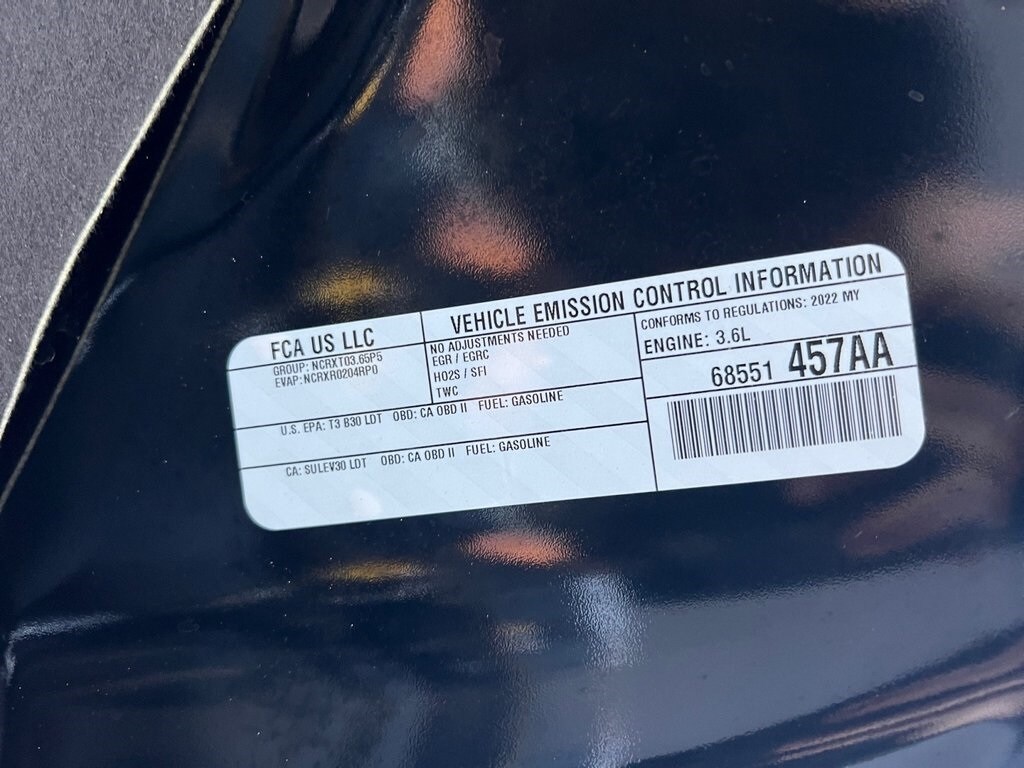 FCA US LLC
GROUP: NCRXT03.65P5
EVAP:NCRXR0204RP0
VEHICLE EMISSION CONTROL INFORMATION
NO ADJUSTMENTS NEEDED
EGR / EGRC
HO2S / SFI
TWC
CONFORMS TO REGULATIONS: 2022 MY
ENGINE: 3.6L
68551 457AA
U.S. EPA: T3 B30 LDT OBD: CA OBD II FUEL: GASOLINE
CA: SULEV30 LDT OBD: CA OBD II FUEL: GASOLINE